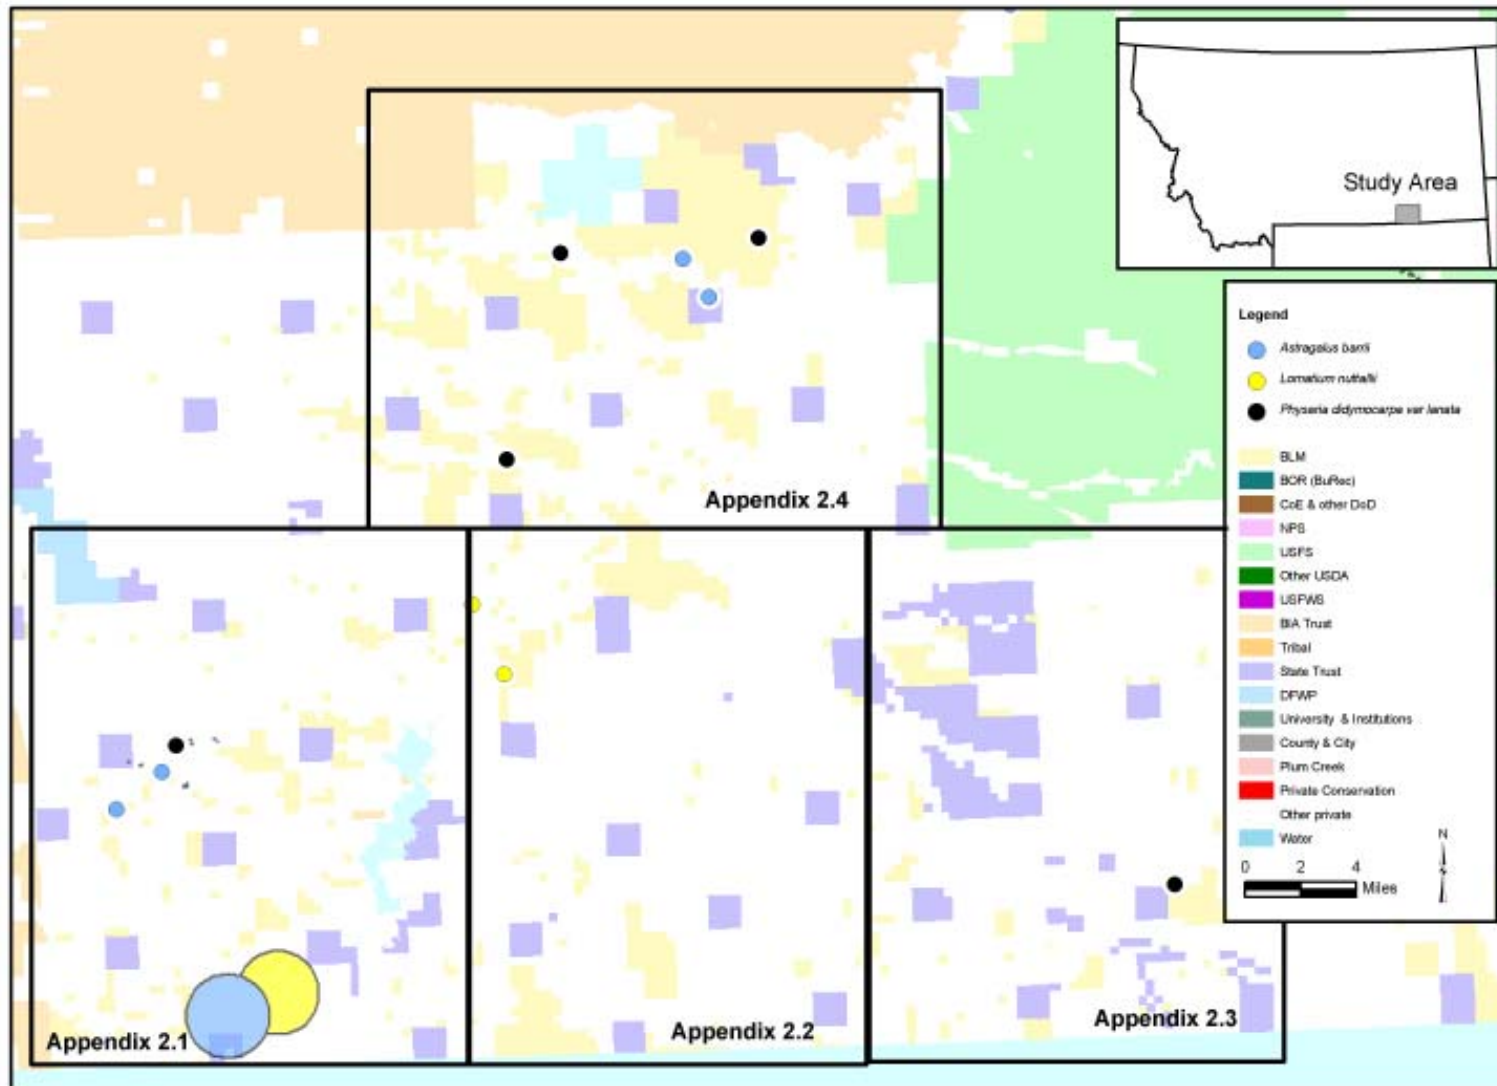 Study Area
Legend
Astragalus barrii
Lomatium nuttallii
Physaria didymocarpa var lanata
BLM
BOR (BuRec)
CoE & other DoD
NPS
USFS
Other USDA
USFWS
BIA Trust
Tribal
State Trust
DFWP
University & Institutions
County & City
Plum Creek
Private Conservation
Other private
Water
N
0 2 4
Miles
Appendix 2.4
Appendix 2.1
Appendix 2.2
Appendix 2.3